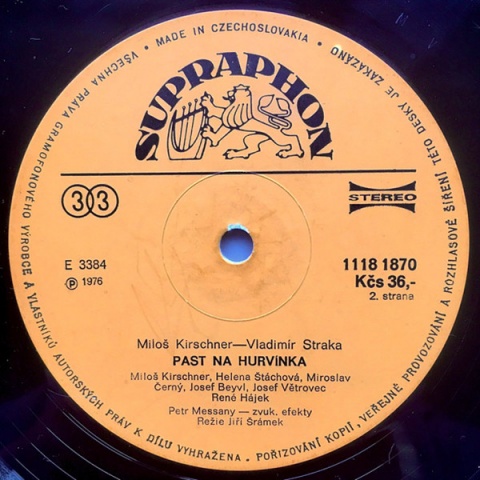 VŠECHNA PRÁVA GRAMOFONOVÉHO VÝROBCE A VLASTNÍKŮ AUTORSKÝCH PRÁV K DÍLU VYHRAŽENA. • POŘIZOVÁNÍ KOPIÍ, VEŘEJNÉ PROVOZOVÁNÍ A ROZHLASOVÉ ŠÍŘENÍ TÉTO DESKY JE ZAKÁZÁNO • MADE IN CZECHOSLOVAKIA •
SUPRAPHON
33
STEREO
E 3384
Ⓟ 1976
1118 1870
Kčs 36,-
2. strana
Miloš Kirschner—Vladimír Straka
PAST NA HURVÍNKA
Miloš Kirschner, Helena Štáchová, Miroslav
Černý, Josef Beyvl, Josef Větrovec
René Hájek
Petr Messany — zvuk. efekty
Režie Jiří Šrámek